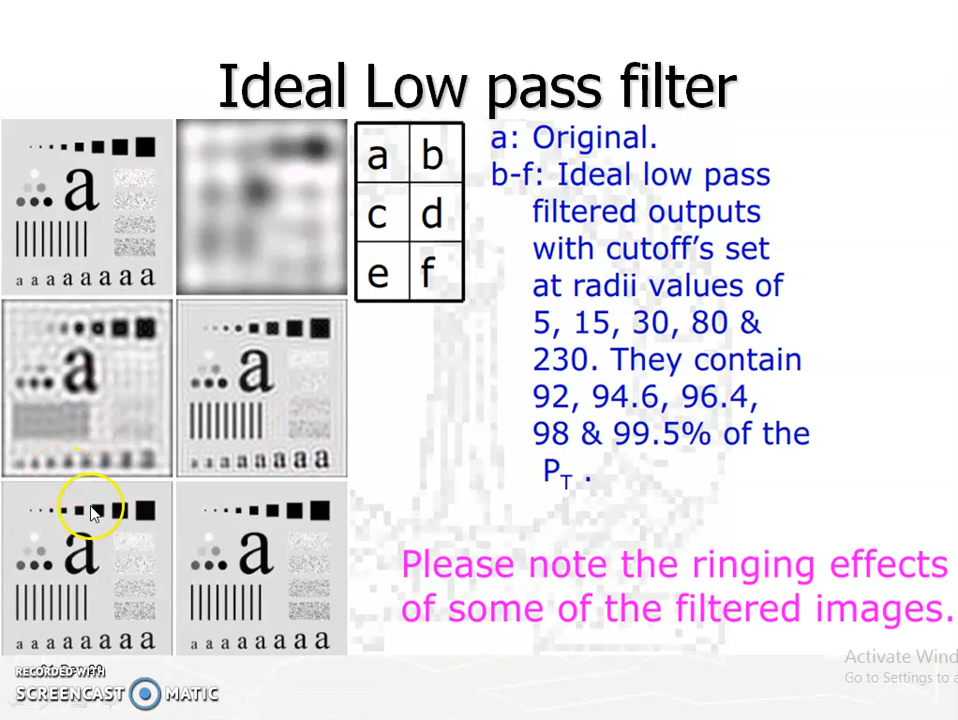 Ideal Low pass filter
a
a a a a a a a a
a b
c d
e f
a: Original.
b-f: Ideal low pass
filtered outputs
with cutoff's set
at radii values of
5, 15, 30, 80 &
230. They contain
92, 94.6, 96.4,
98 & 99.5% of the
PT .
a
a
a a a a a a a a
a
a a a a a a a a
a
a a a a a a a a
Please note the ringing effects
of some of the filtered images.
Activate Wind
Go to Settings to a
RECORDED WITH
SCREENCAST MATIC